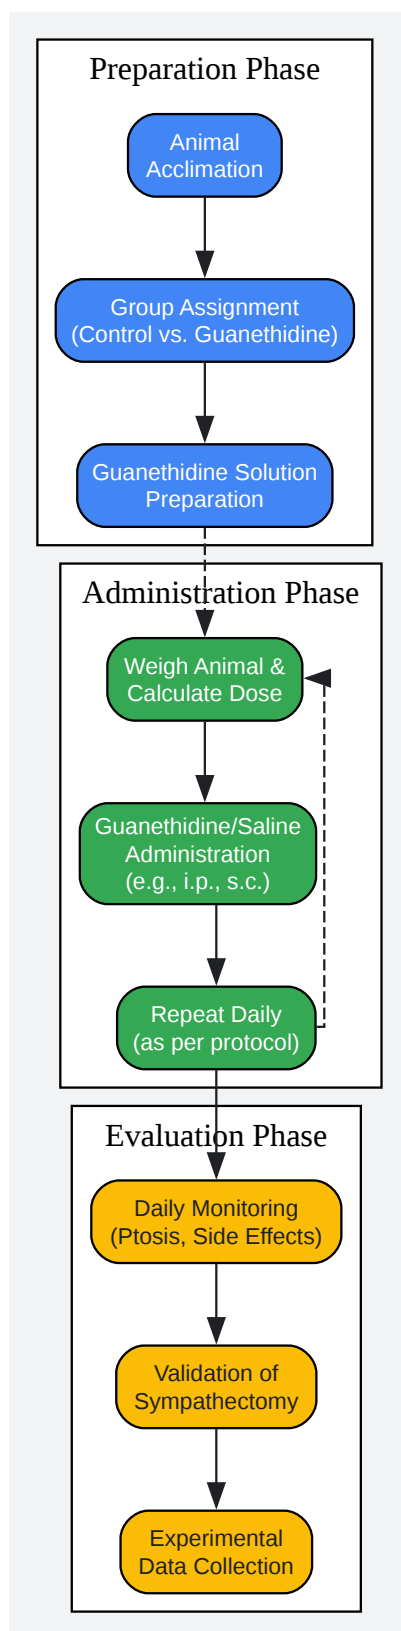 Preparation Phase
Animal
Acclimation
Group Assignment
(Control vs. Guanethidine)
Guanethidine Solution
Preparation
Administration Phase
Weigh Animal &
Calculate Dose
Guanethidine/Saline
Administration
(e.g., i.p., s.c.)
Repeat Daily
(as per protocol)
Evaluation Phase
Daily Monitoring
(Ptosis, Side Effects)
Validation of
Sympathectomy
Experimental
Data Collection